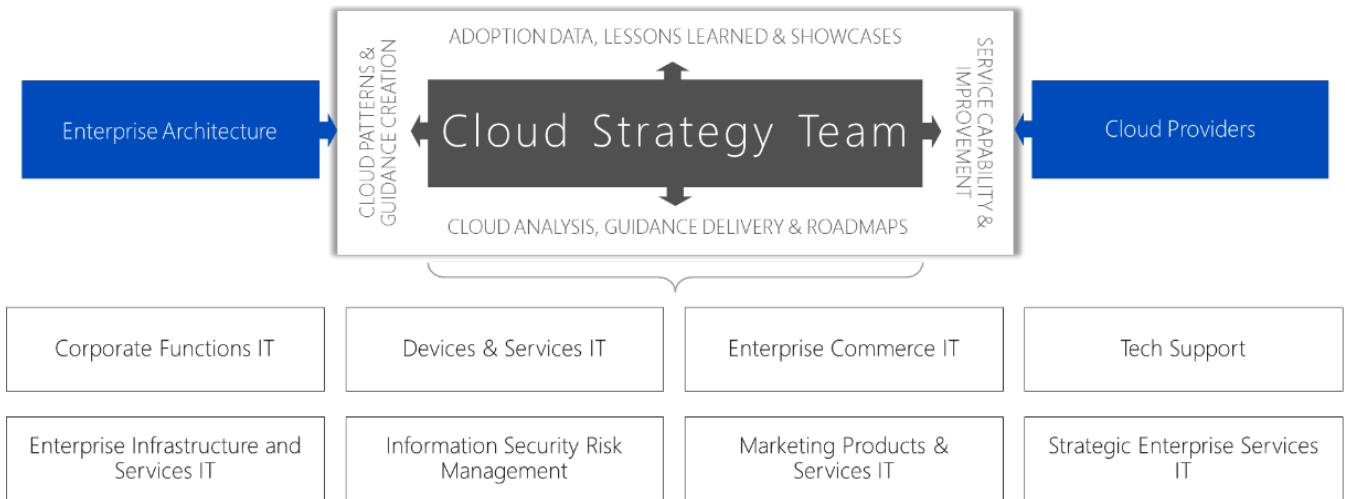 ADOPTION DATA, LESSONS LEARNED & SHOWCASES
CLOUD PATTERNS &
GUIDANCE CREATION
SERVICE CAPABILITY &
IMPROVEMENT
Enterprise Architecture
Cloud Strategy Team
Cloud Providers
CLOUD ANALYSIS, GUIDANCE DELIVERY & ROADMAPS
Corporate Functions IT
Devices & Services IT
Enterprise Commerce IT
Tech Support
Enterprise Infrastructure and
Services IT
Information Security Risk
Management
Marketing Products &
Services IT
Strategic Enterprise Services
IT